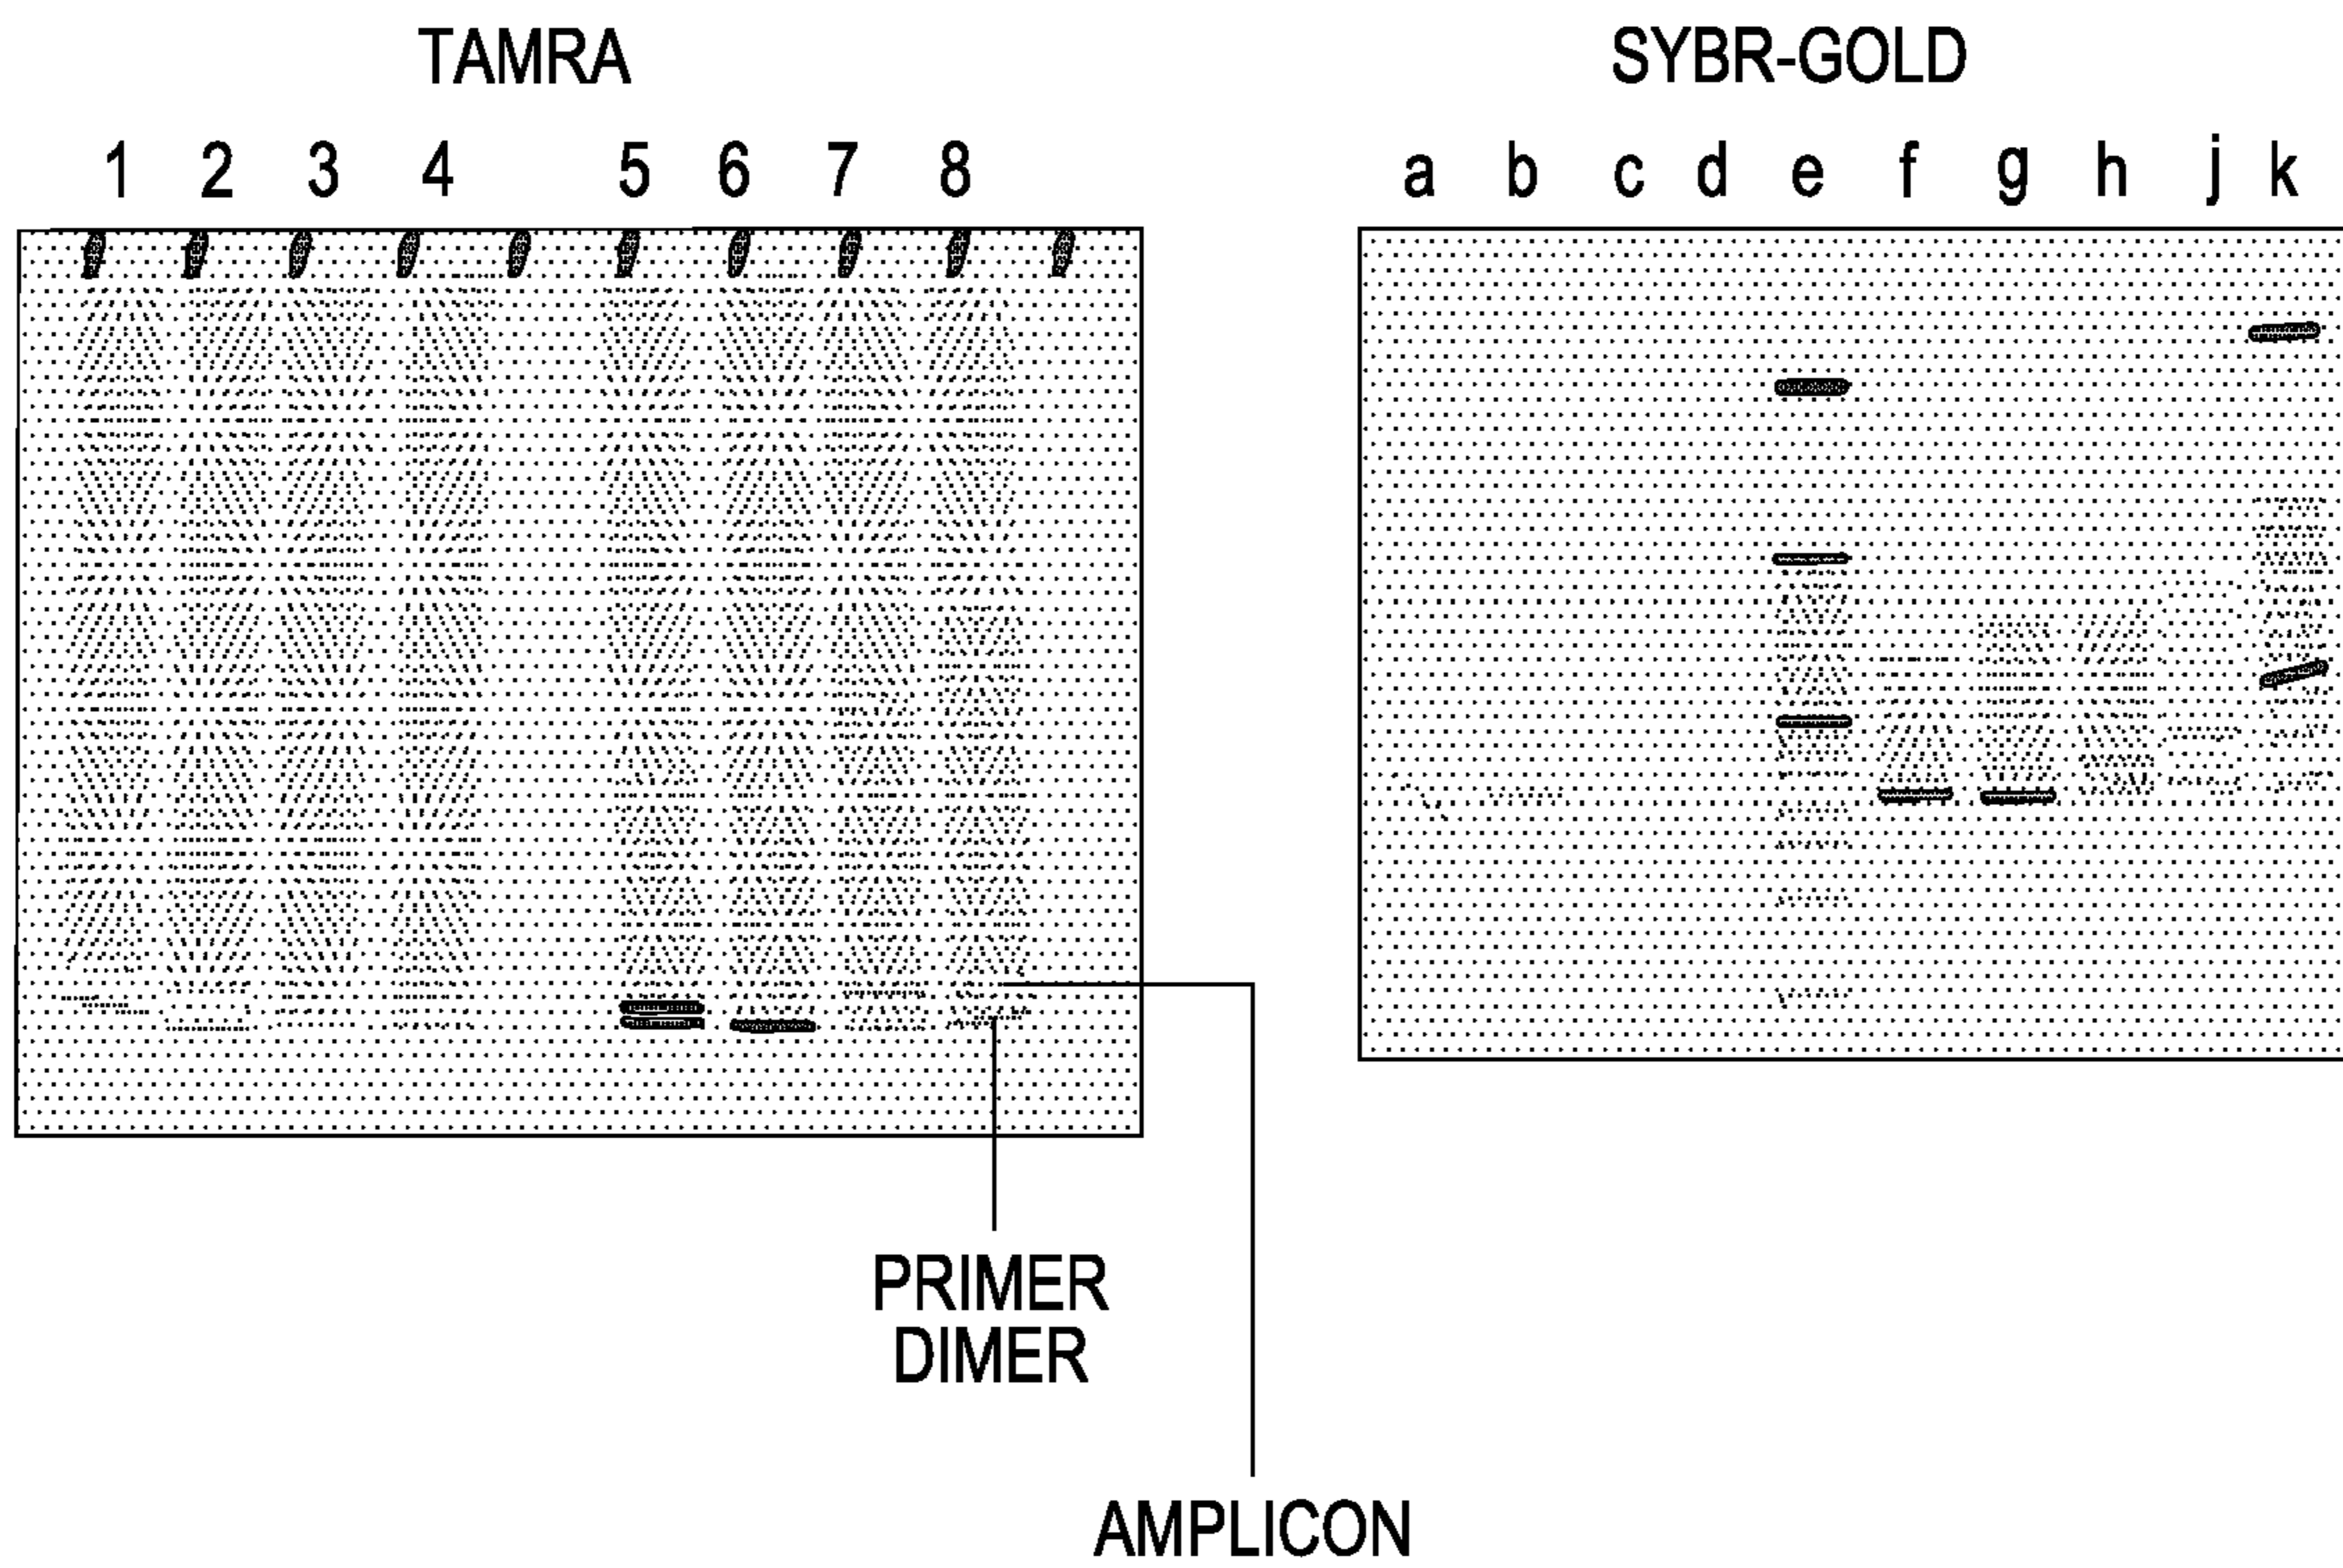 TAMRA
1 2 3 4 5 6 7 8
SYBR-GOLD
a b c d e f g h j k
PRIMER
DIMER
AMPLICON